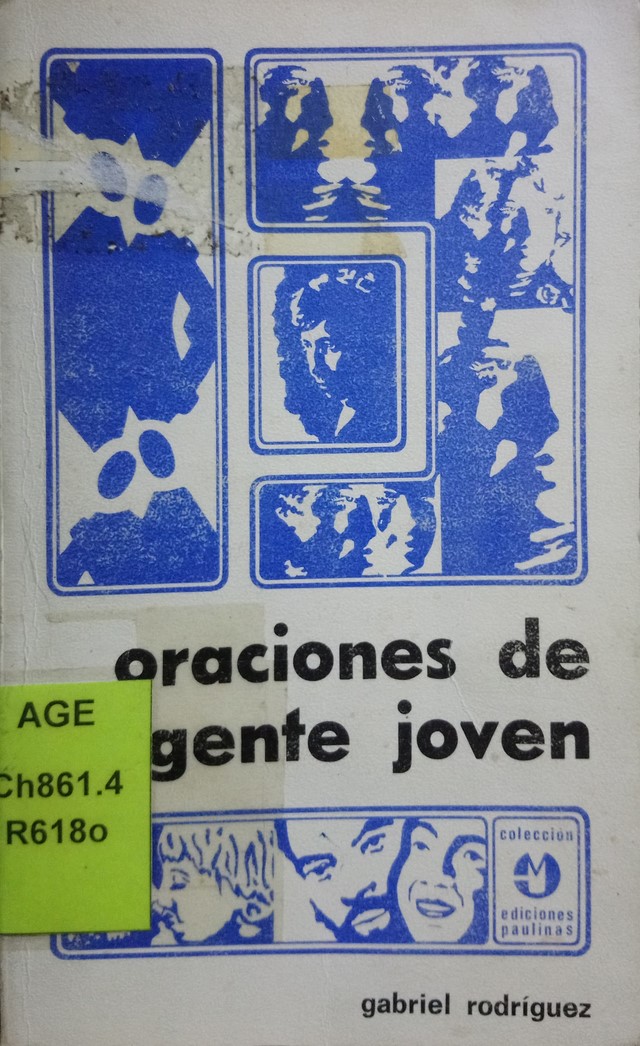 oraciones de
gente joven
AGE
Ch861.4
R618o
colección
ediciones
paulinas
gabriel rodríguez